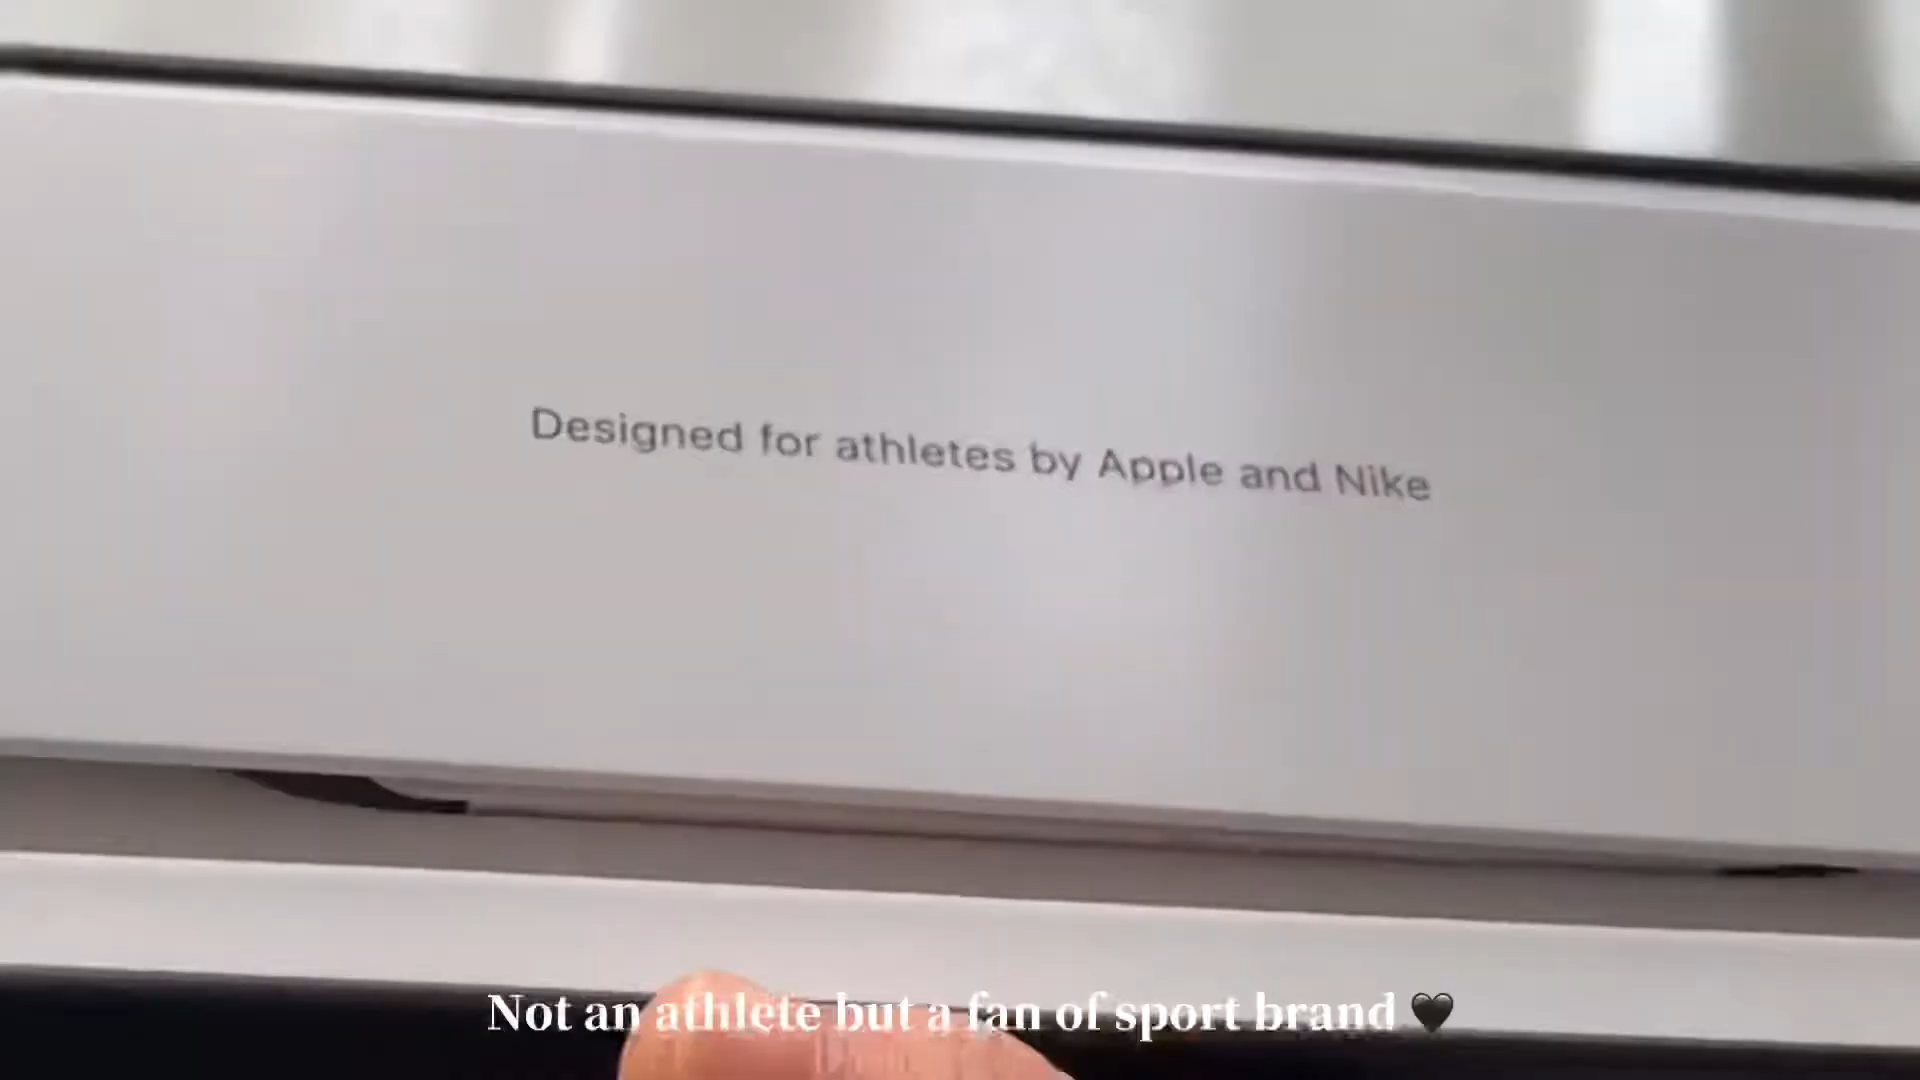 Designed for athletes by Apple and Nike
Not an athlete but a fan of sport brand 🖤